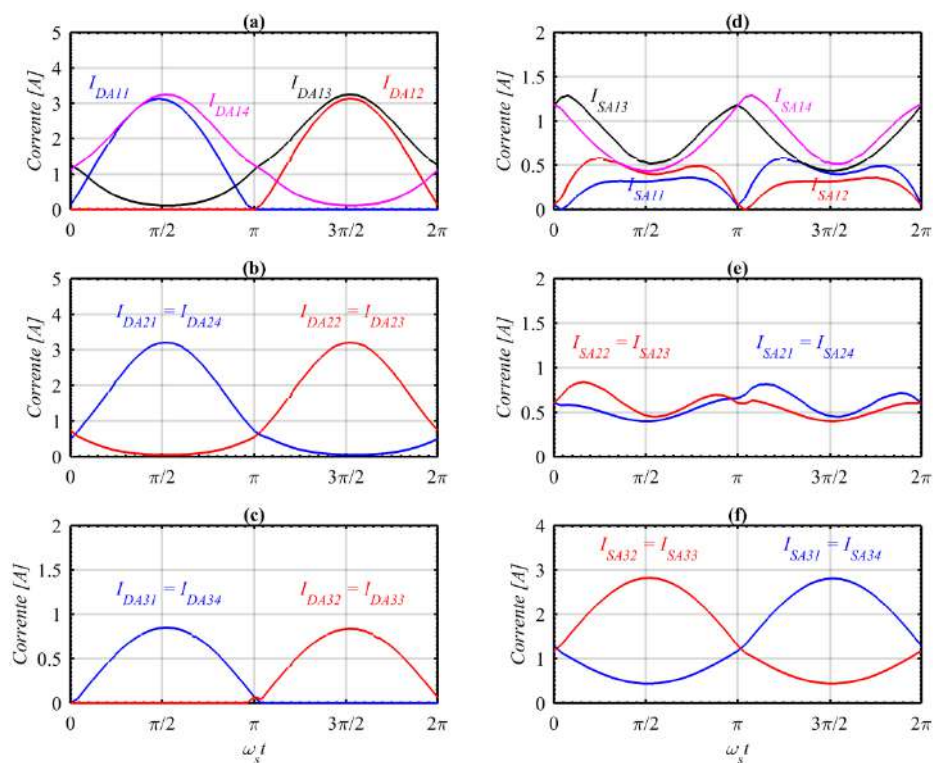 (a)
5
4
3
2
1
0
Corrente [A]
I_DA11
I_DA14
I_DA13
I_DA12
0
π/2
π
3π/2
2π
(d)
2
1.5
1
0.5
0
Corrente [A]
I_SA13
I_SA14
I_SA11
I_SA12
0
π/2
π
3π/2
2π
(b)
5
4
3
2
1
0
Corrente [A]
I_DA21 = I_DA24
I_DA22 = I_DA23
0
π/2
π
3π/2
2π
(e)
2
1.5
1
0.5
0
Corrente [A]
I_SA22 = I_SA23
I_SA21 = I_SA24
0
π/2
π
3π/2
2π
(c)
2
1.5
1
0.5
0
Corrente [A]
I_DA31 = I_DA34
I_DA32 = I_DA33
0
π/2
π
3π/2
2π
ω_s t
(f)
4
3
2
1
0
Corrente [A]
I_SA32 = I_SA33
I_SA31 = I_SA34
0
π/2
π
3π/2
2π
ω_s t